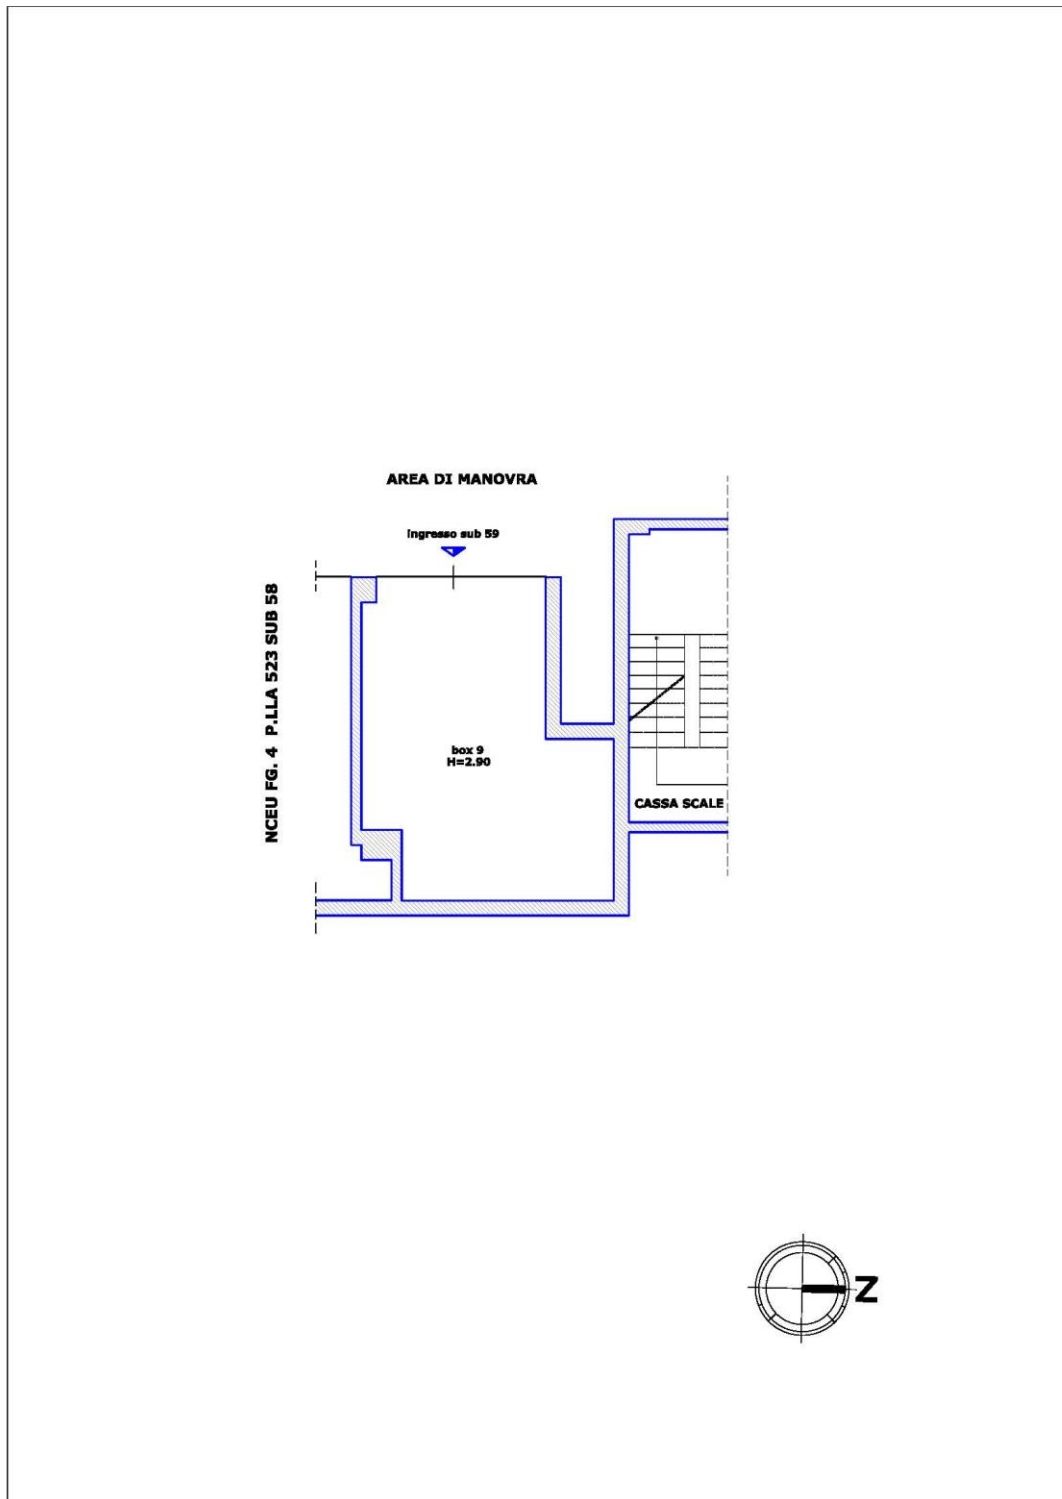 AREA DI MANOVRA
ingresso sub 59
NCEU FG. 4 P.LLA 523 SUB 58
box 9
H=2.90
CASSA SCALE
N